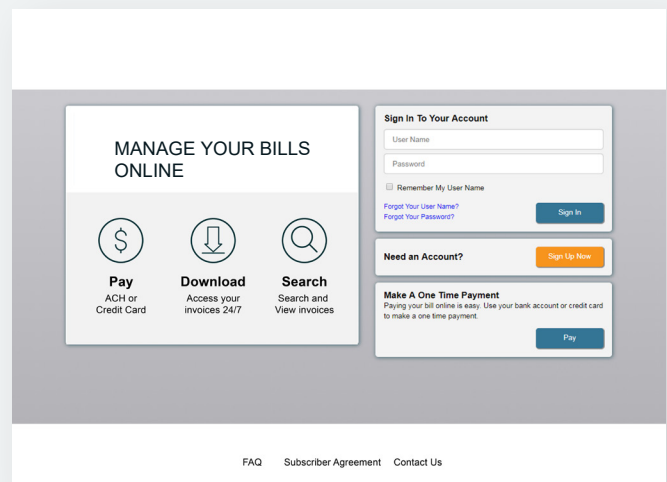 MANAGE YOUR BILLS
ONLINE
$
Pay
ACH or
Credit Card
Download
Access your
invoices 24/7
Search
Search and
View invoices
Sign In To Your Account
User Name
Password
Remember My User Name
Forgot Your User Name?
Forgot Your Password?
Sign In
Need an Account?
Sign Up Now
Make A One Time Payment
Paying your bill online is easy. Use your bank account or credit card
to make a one time payment.
Pay
FAQ Subscriber Agreement Contact Us